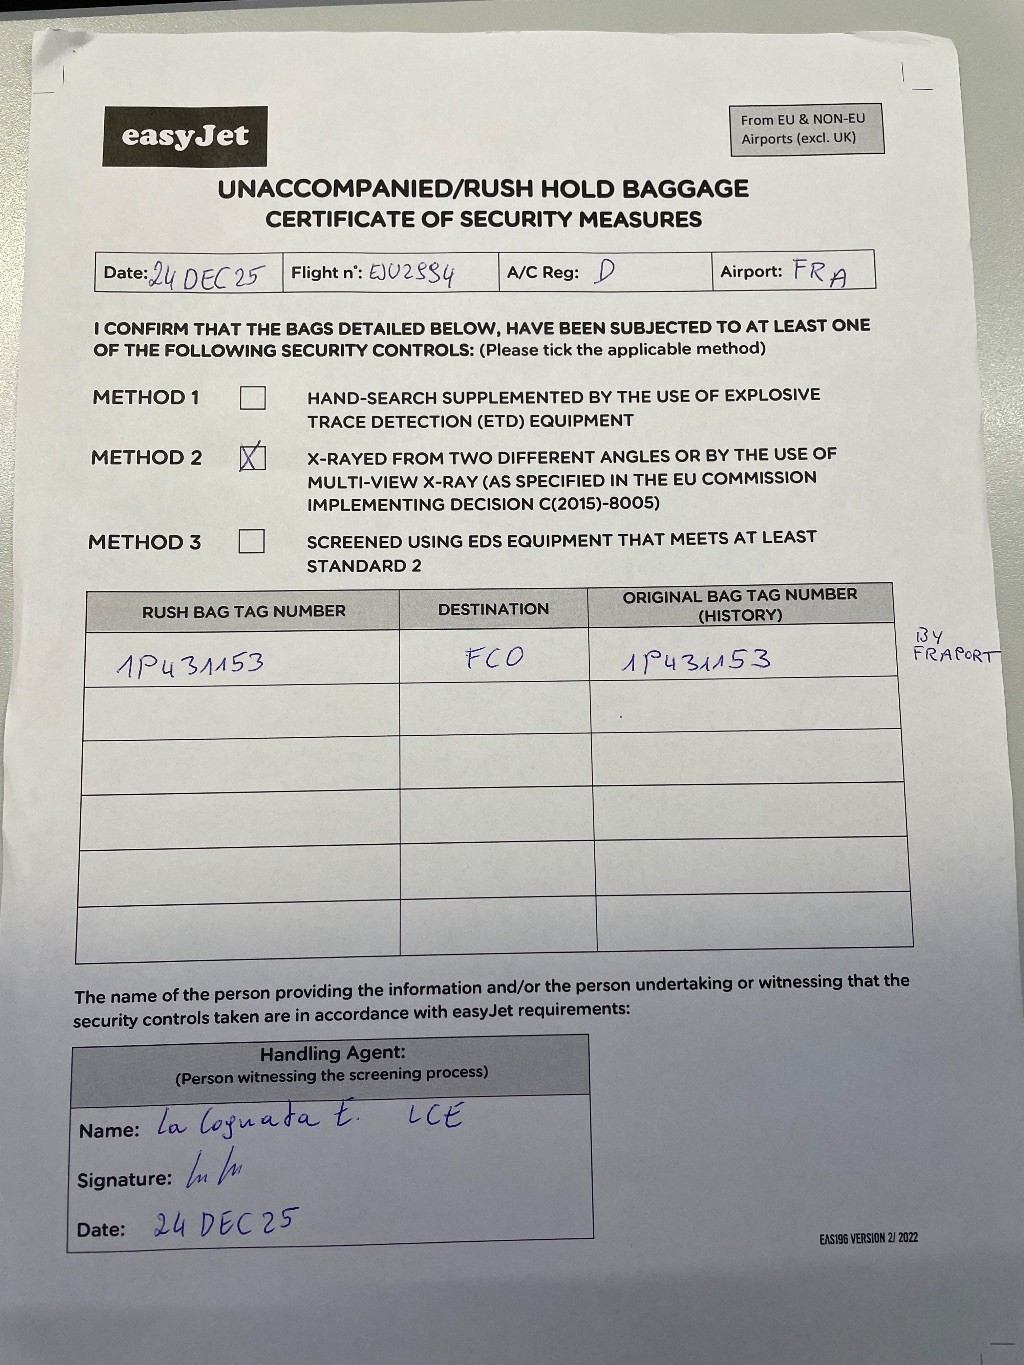 easyJet
From EU & NON-EU
Airports (excl. UK)
UNACCOMPANIED/RUSH HOLD BAGGAGE
CERTIFICATE OF SECURITY MEASURES
Date: 24 DEC 25 Flight n°: EJU2994 A/C Reg: D Airport: FRA
I CONFIRM THAT THE BAGS DETAILED BELOW, HAVE BEEN SUBJECTED TO AT LEAST ONE
OF THE FOLLOWING SECURITY CONTROLS: (Please tick the applicable method)
METHOD 1 HAND-SEARCH SUPPLEMENTED BY THE USE OF EXPLOSIVE
TRACE DETECTION (ETD) EQUIPMENT
METHOD 2 X X-RAYED FROM TWO DIFFERENT ANGLES OR BY THE USE OF
MULTI-VIEW X-RAY (AS SPECIFIED IN THE EU COMMISSION
IMPLEMENTING DECISION C(2015)-8005)
METHOD 3 SCREENED USING EDS EQUIPMENT THAT MEETS AT LEAST
STANDARD 2
RUSH BAG TAG NUMBER DESTINATION ORIGINAL BAG TAG NUMBER
(HISTORY)
1P431153 FCO 1P431153 BY
FRAPORT
The name of the person providing the information and/or the person undertaking or witnessing that the
security controls taken are in accordance with easyJet requirements:
Handling Agent:
(Person witnessing the screening process)
Name: La Cognata E. LCE
Signature:
Date: 24 DEC 25
EAS196 VERSION 2/ 2022